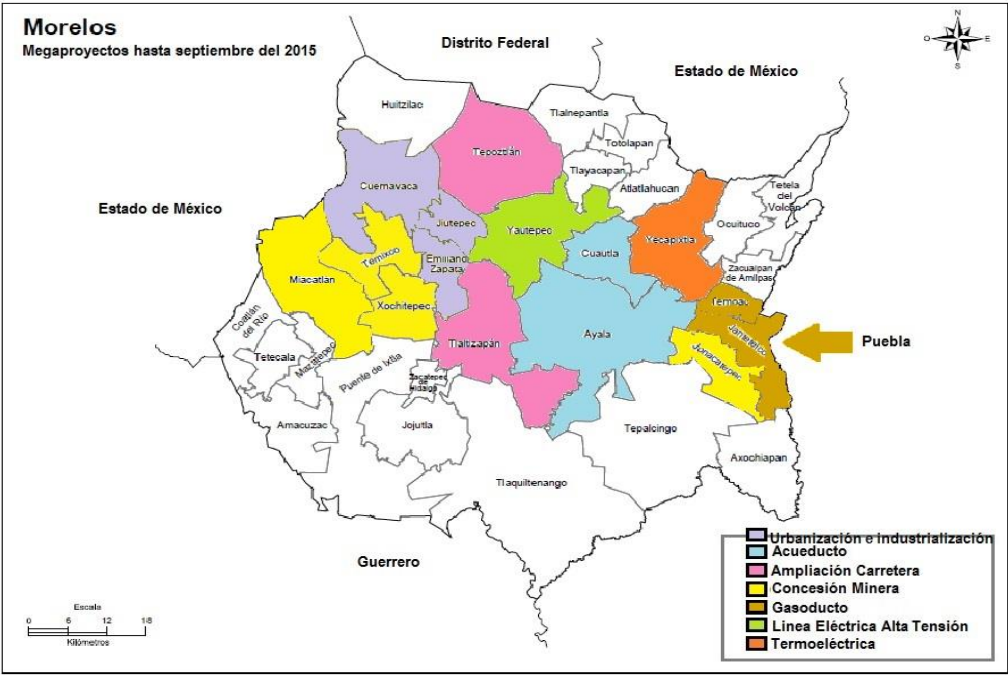 Morelos
Megaproyectos hasta septiembre del 2015
Distrito Federal
Estado de México
N
O
E
S
Huitzilac
Tlalnepantla
Tepoztlán
Totolapan
Tlayacapan
Atlatlahucan
Tetela
del
Volcán
Estado de México
Cuernavaca
Ocuituco
Jiutepec
Yautepec
Yecapixtla
Cuautla
Temixco
Emiliano
Zapata
Zacualpan
de Amilpas
Miacatlan
Xochitepec
Temoac
Coatlán
del Río
Ayala
Jantetelco
Puebla
Tlaltizapán
Tetecala
Mazatepec
Puente de Ixtla
Jonacatepec
Zacatepec
de
Hidalgo
Amacuzac
Jojutla
Tepalcingo
Axochiapan
Tlaquiltenango
Guerrero
Urbanización e industrialización
Acueducto
Ampliación Carretera
Concesión Minera
Gasoducto
Línea Eléctrica Alta Tensión
Termoeléctrica
Escala
0 6 12 18
Kilómetros